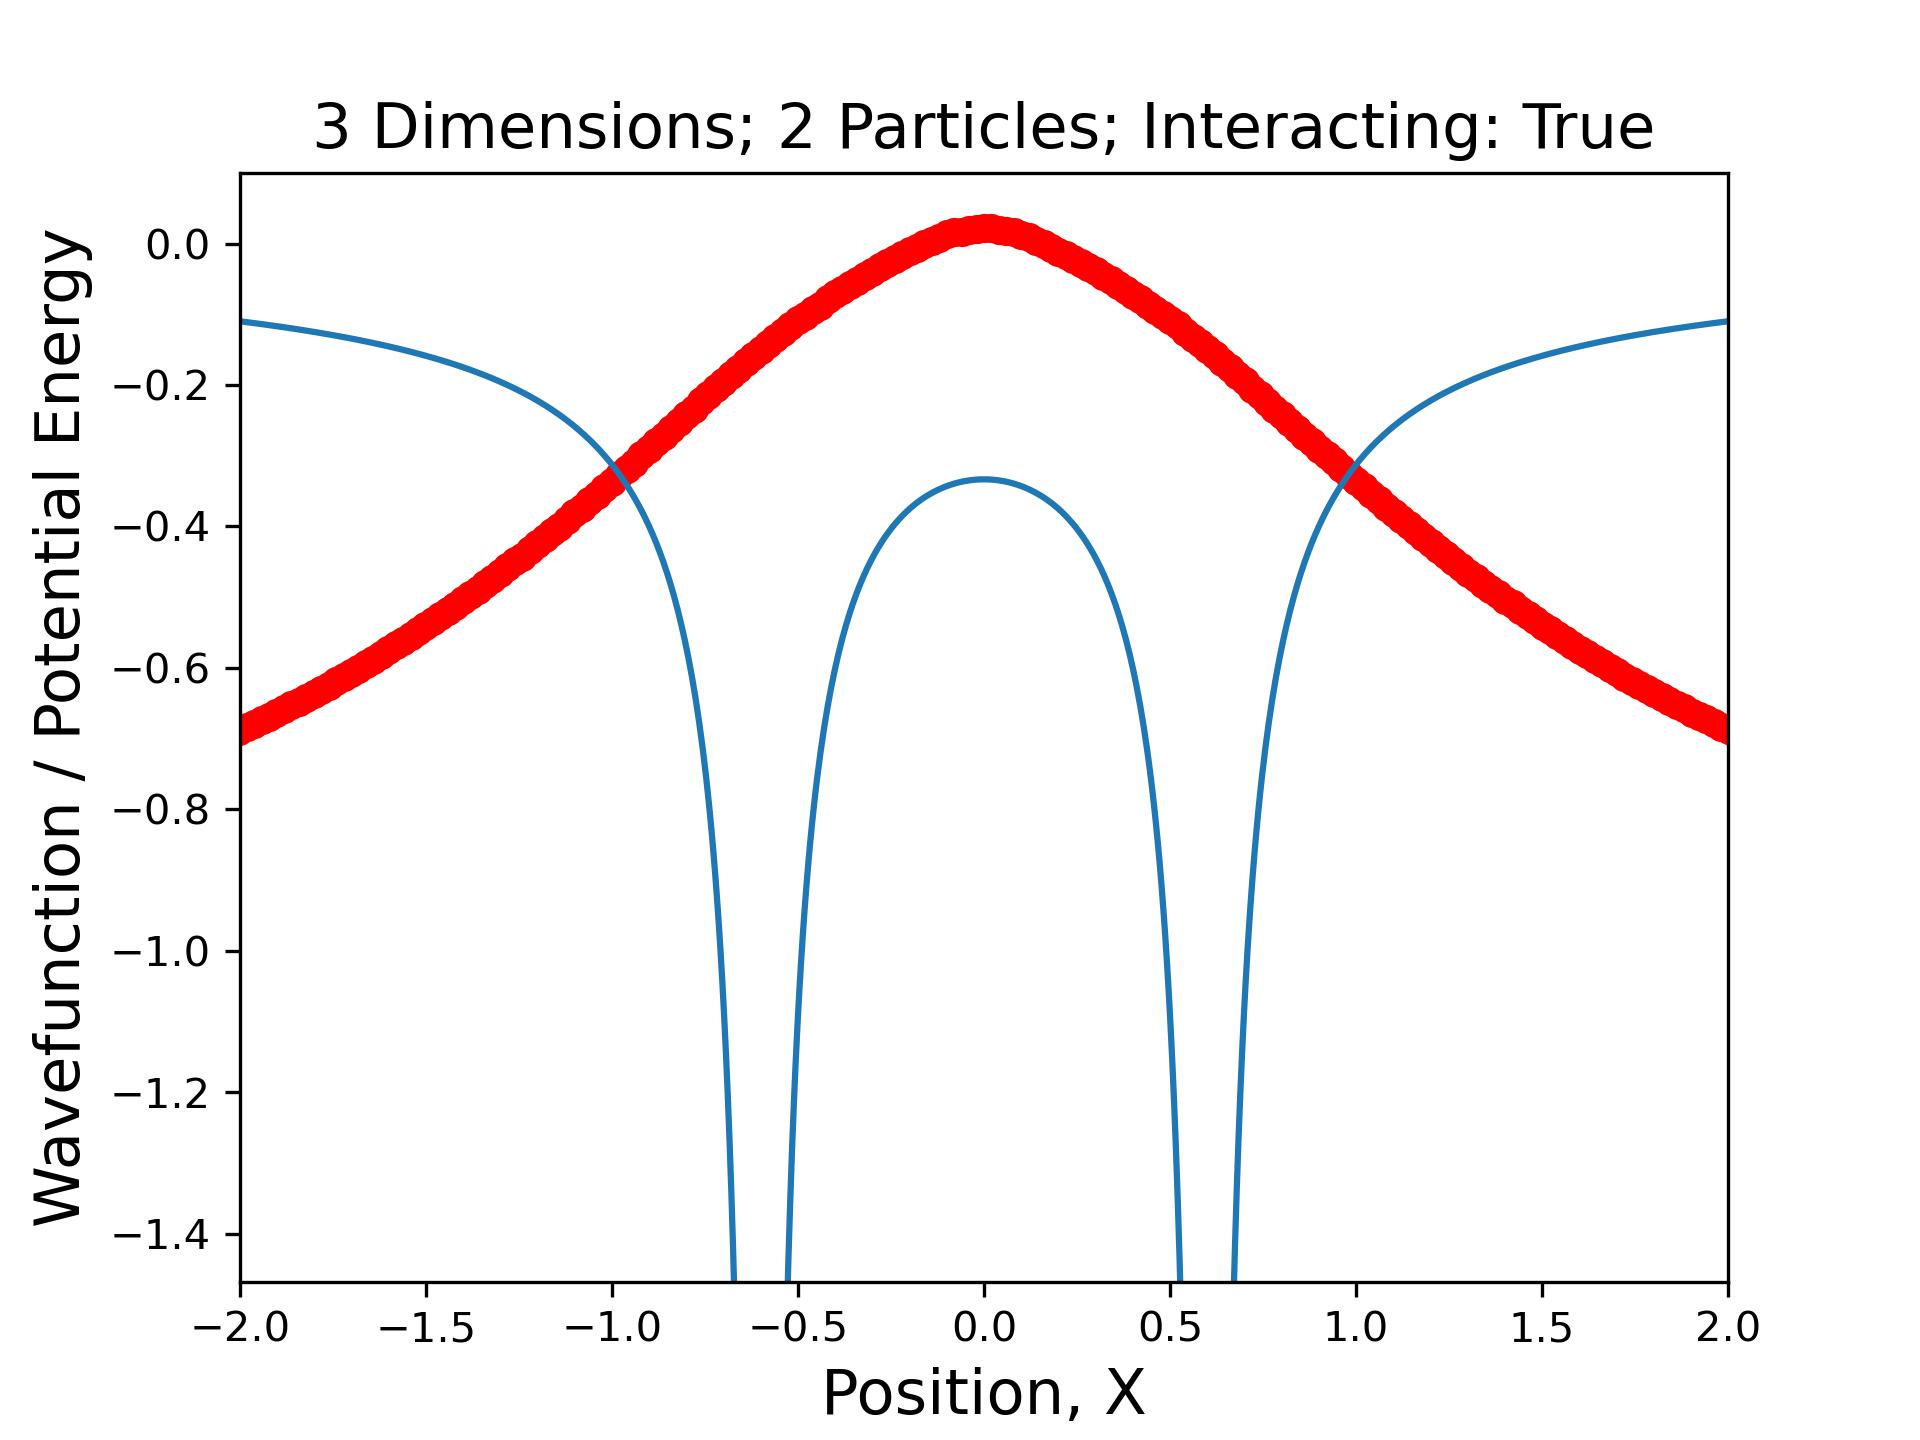 3 Dimensions; 2 Particles; Interacting: True
Wavefunction / Potential Energy
0.0
−0.2
−0.4
−0.6
−0.8
−1.0
−1.2
−1.4
−2.0 −1.5 −1.0 −0.5 0.0 0.5 1.0 1.5 2.0
Position, X